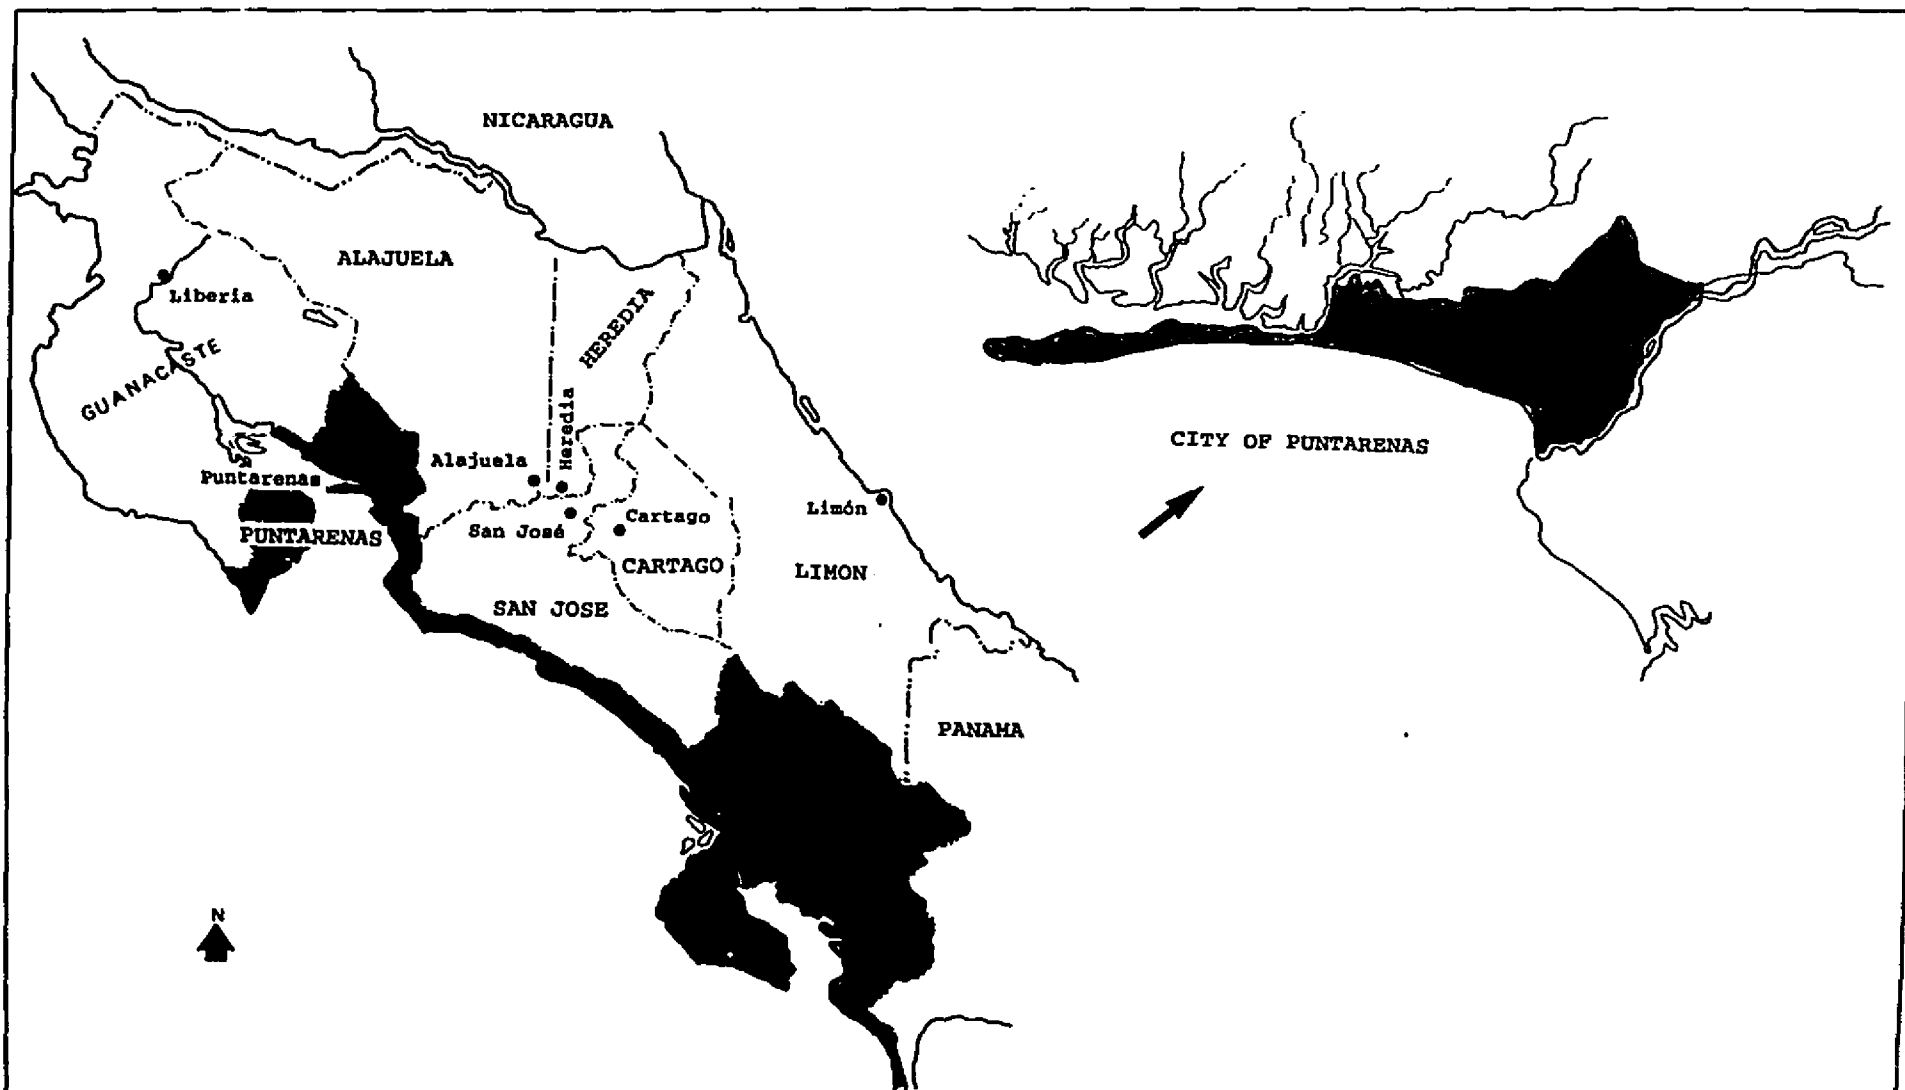 NICARAGUA
ALAJUELA
Liberia
HEREDIA
GUANACASTE
Heredia
CITY OF PUNTARENAS
Alajuela
Puntarenas
Limón
San José
Cartago
PUNTARENAS
CARTAGO
LIMON
SAN JOSE
PANAMA
N